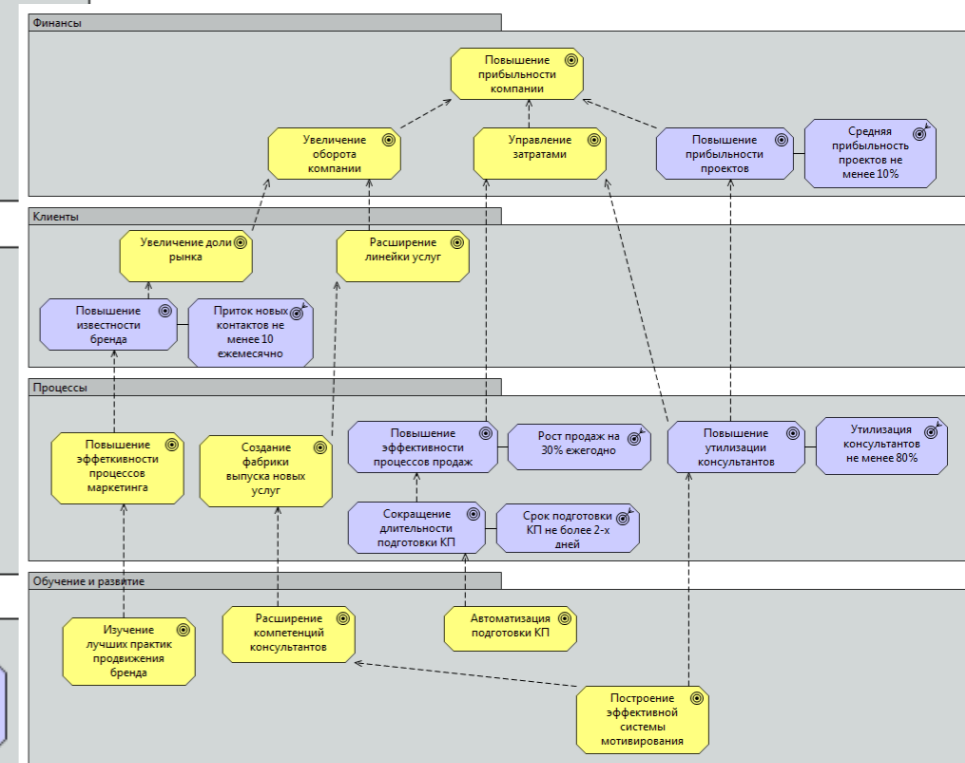 Финансы
Повышение
прибыльности
компании
Увеличение
оборота
компании
Управление
затратами
Повышение
прибыльности
проектов
Средняя
прибыльность
проектов не
менее 10%
Клиенты
Увеличение доли
рынка
Расширение
линейки услуг
Повышение
известности
бренда
Приток новых
контактов не
менее 10
ежемесячно
Процессы
Повышение
эффеткивности
процессов
маркетинга
Создание
фабрики
выпуска новых
услуг
Повышение
эффективности
процессов продаж
Рост продаж на
30% ежегодно
Повышение
утилизации
консультантов
Утилизация
консультантов
не менее 80%
Сокращение
длительности
подготовки КП
Срок подготовки
КП не более 2-х
дней
Обучение и развитие
Изучение
лучших практик
продвижения
бренда
Расширение
компетенций
консультантов
Автоматизация
подготовки КП
Построение
эффективной
системы
мотивирования